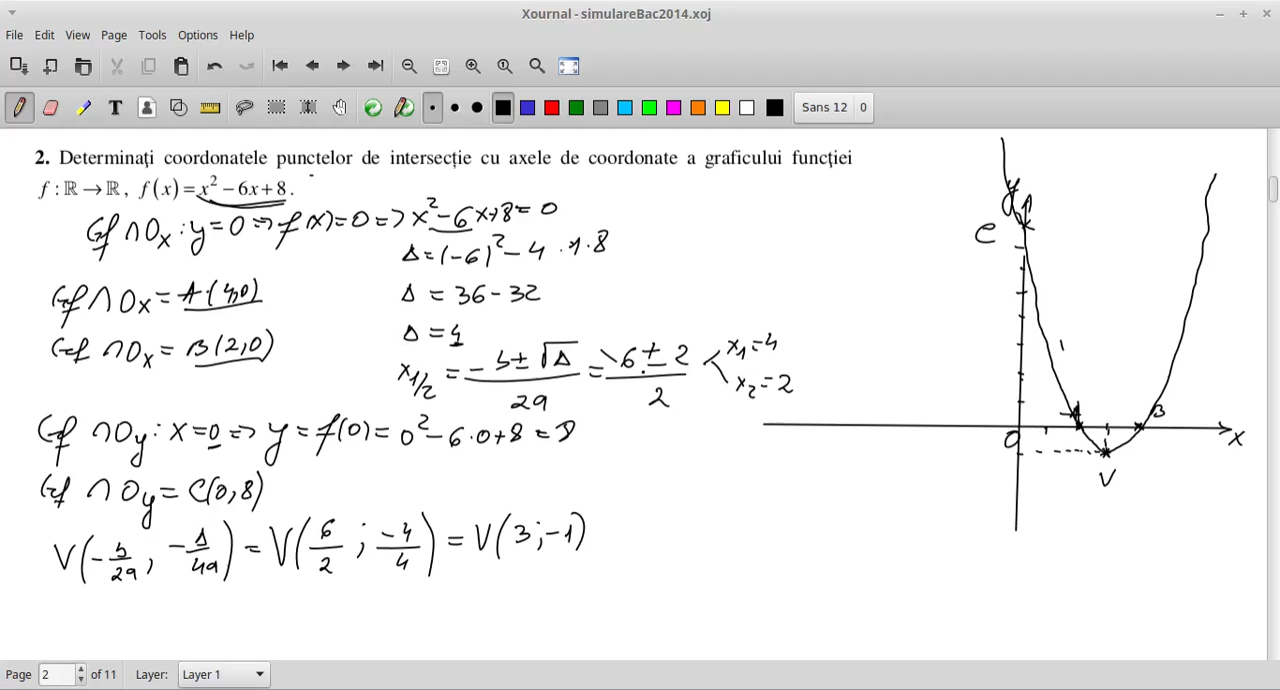 Xournal - simulareBac2014.xoj
File Edit View Page Tools Options Help
Sans 12 0
2. Determinați coordonatele punctelor de intersecție cu axele de coordonate a graficului funcției
f : ℝ → ℝ, f(x) = x² − 6x + 8.
Gf ∩ Ox : y = 0 => f(x) = 0 => x² − 6x + 8 = 0
Δ = (−6)² − 4 · 1 · 8
Gf ∩ Ox = A(4,0)
Δ = 36 − 32
Gf ∩ Ox = B(2,0)
Δ = 4
x1/2 = −b ± √Δ / 2a = 6 ± 2 / 2
x1 = 4
x2 = 2
Gf ∩ Oy : x = 0 => y = f(0) = 0² − 6 · 0 + 8 = 8
Gf ∩ Oy = C(0,8)
V(−b/2a, −Δ/4a) = V(6/2 ; −4/4) = V(3 ; −1)
y
C
A
B
O
x
V
Page 2 of 11 Layer: Layer 1